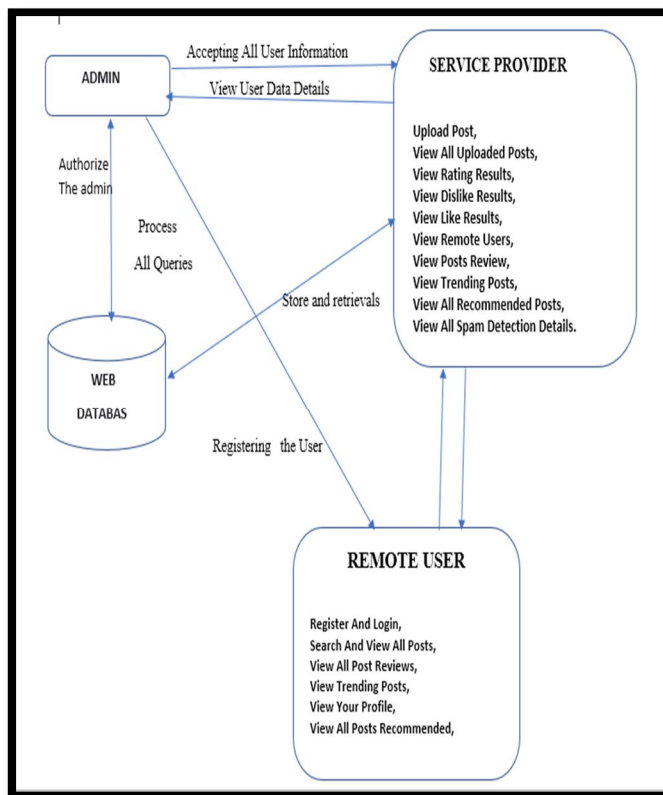 Accepting All User Information
ADMIN
View User Data Details
SERVICE PROVIDER
Upload Post,
View All Uploaded Posts,
View Rating Results,
View Dislike Results,
View Like Results,
View Remote Users,
View Posts Review,
View Trending Posts,
View All Recommended Posts,
View All Spam Detection Details.
Authorize
The admin
Process
All Queries
Store and retrievals
WEB
DATABAS
Registering the User
REMOTE USER
Register And Login,
Search And View All Posts,
View All Post Reviews,
View Trending Posts,
View Your Profile,
View All Posts Recommended,